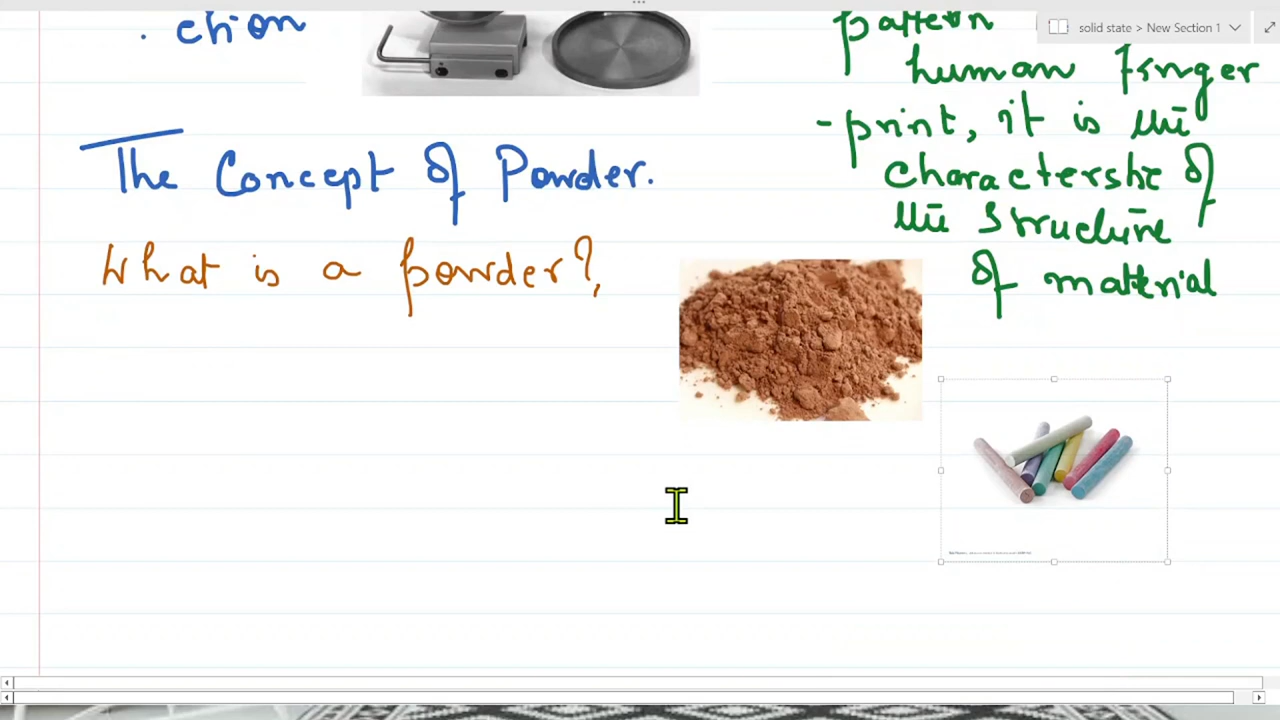 solid state > New Section 1
. ction
pattern
human finger
-print, it is the
characterstic of
the structure
of material
The Concept of Powder.
What is a powder?